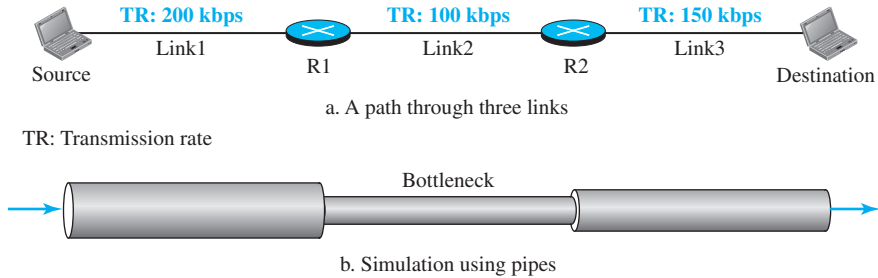 TR: 200 kbps TR: 100 kbps TR: 150 kbps
Link1 Link2 Link3
Source R1 R2 Destination
a. A path through three links
TR: Transmission rate
Bottleneck
b. Simulation using pipes